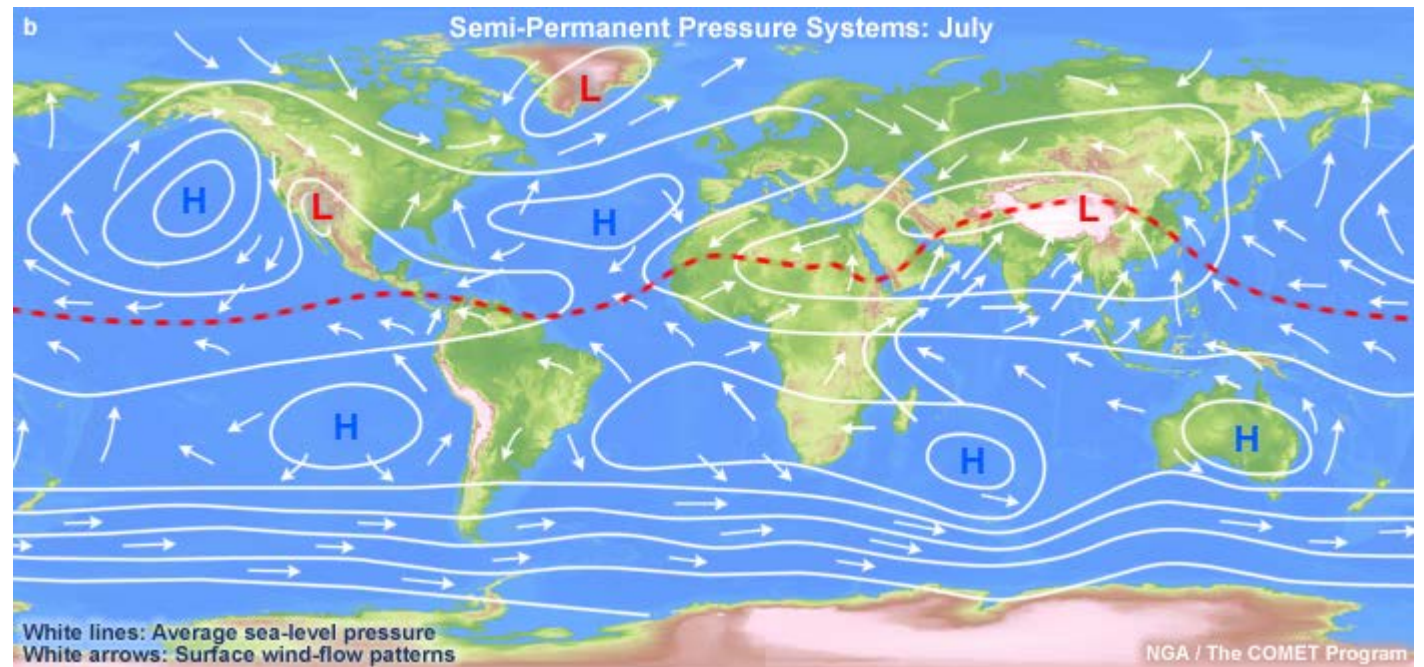 b
Semi-Permanent Pressure Systems: July
L
H
L
H
L
H
H
H
White lines: Average sea-level pressure
White arrows: Surface wind-flow patterns
NGA / The COMET Program